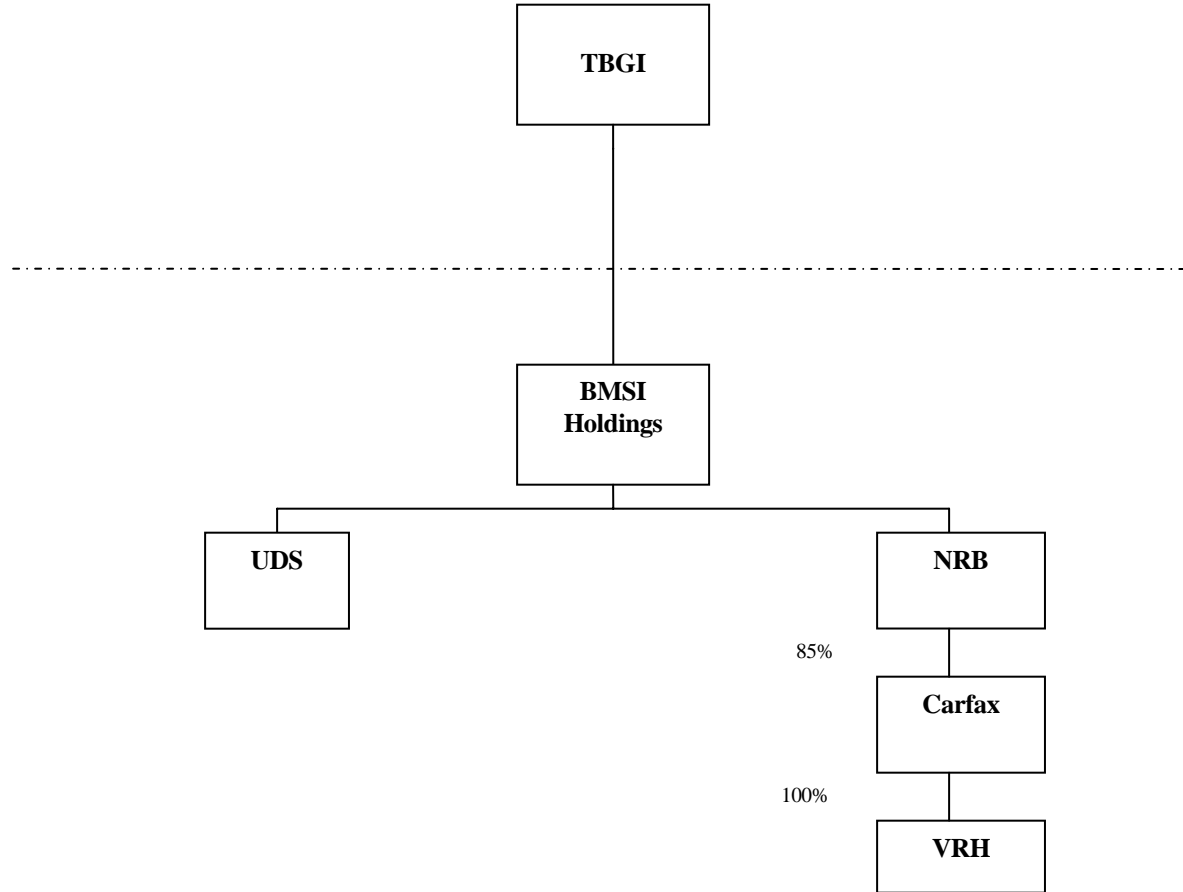 TBGI
BMSI
Holdings
UDS
NRB
85%
Carfax
100%
VRH